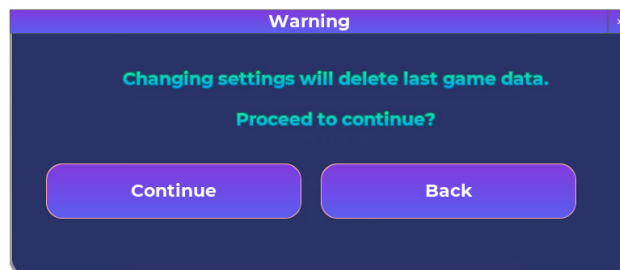 Warning
Changing settings will delete last game data.
Proceed to continue?
Continue
Back